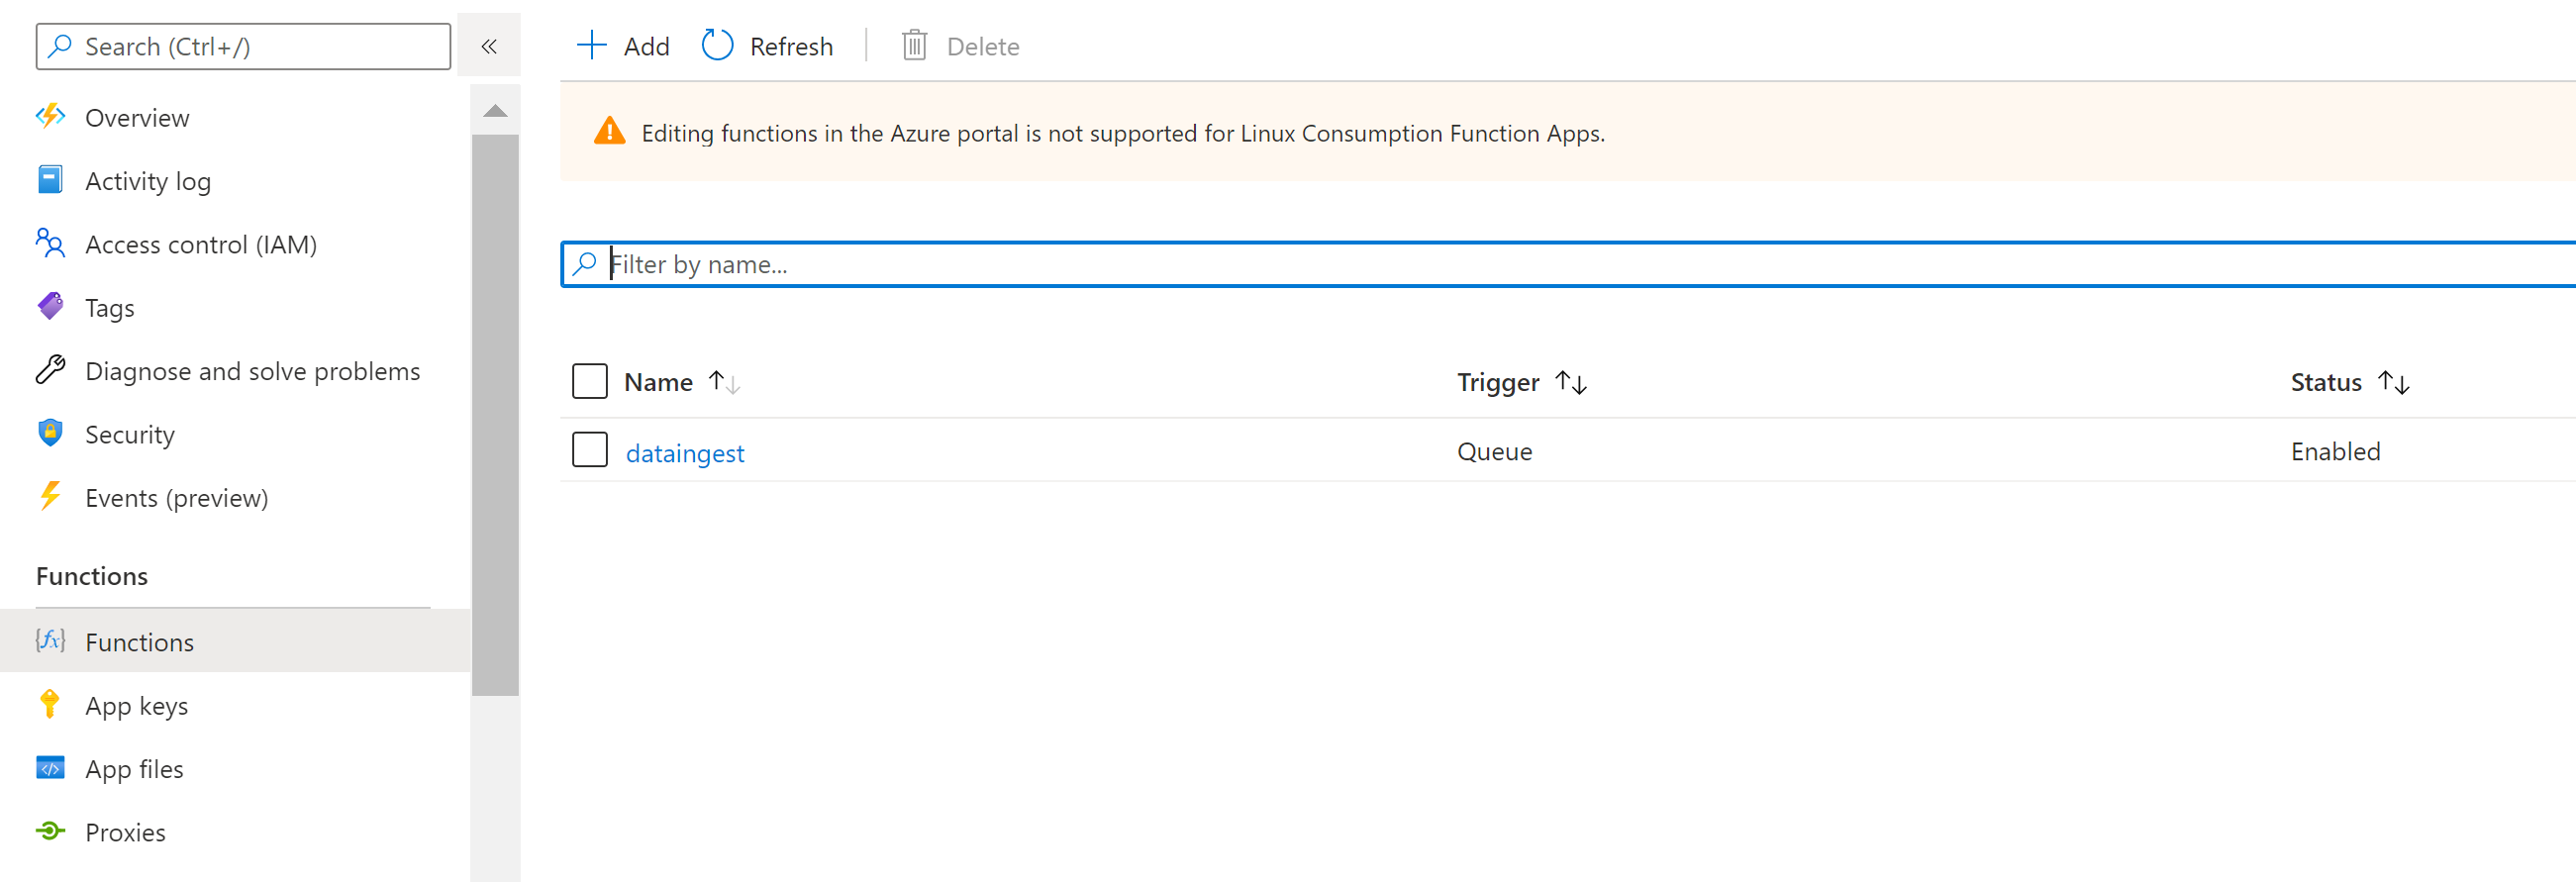 Search (Ctrl+/)
«
Overview
Activity log
Access control (IAM)
Tags
Diagnose and solve problems
Security
Events (preview)
Functions
Functions
App keys
App files
Proxies
Add Refresh Delete
Editing functions in the Azure portal is not supported for Linux Consumption Function Apps.
Filter by name...
Name Trigger Status
dataingest Queue Enabled